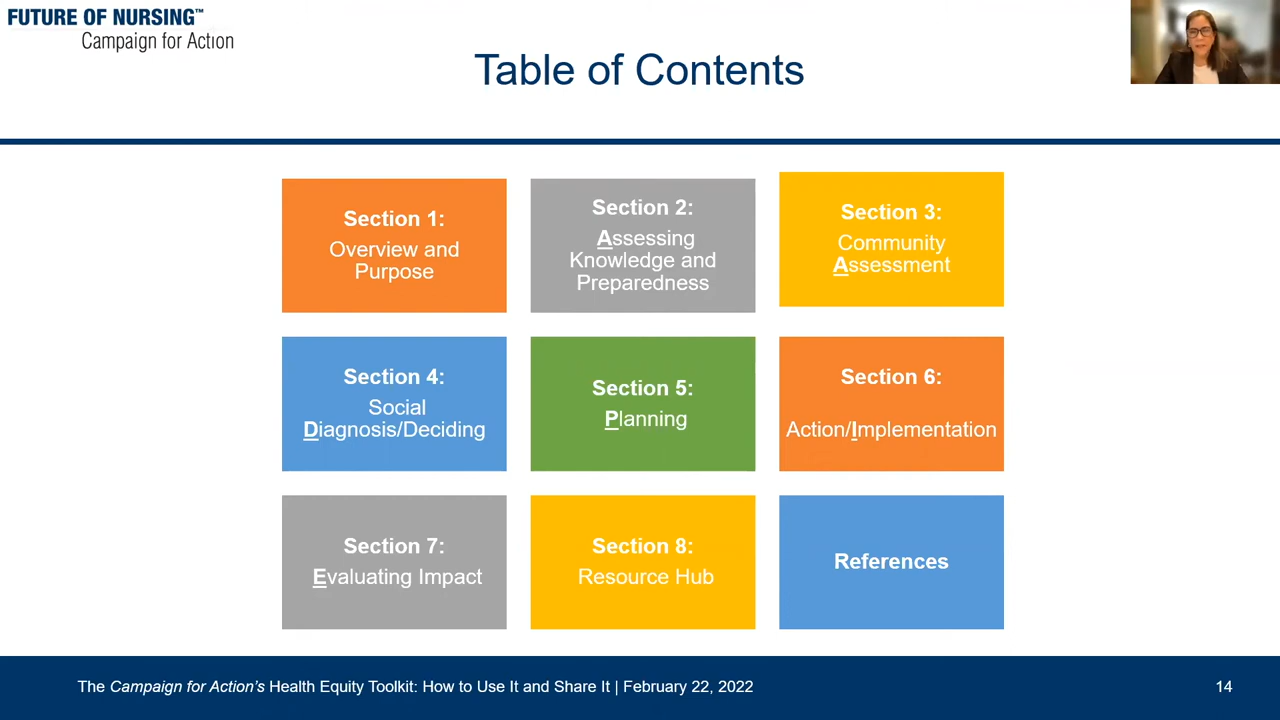 FUTURE OF NURSING™
Campaign for Action
Table of Contents
Section 1:
Overview and
Purpose
Section 2:
Assessing
Knowledge and
Preparedness
Section 3:
Community
Assessment
Section 4:
Social
Diagnosis/Deciding
Section 5:
Planning
Section 6:
Action/Implementation
Section 7:
Evaluating Impact
Section 8:
Resource Hub
References
The Campaign for Action's Health Equity Toolkit: How to Use It and Share It | February 22, 2022
14